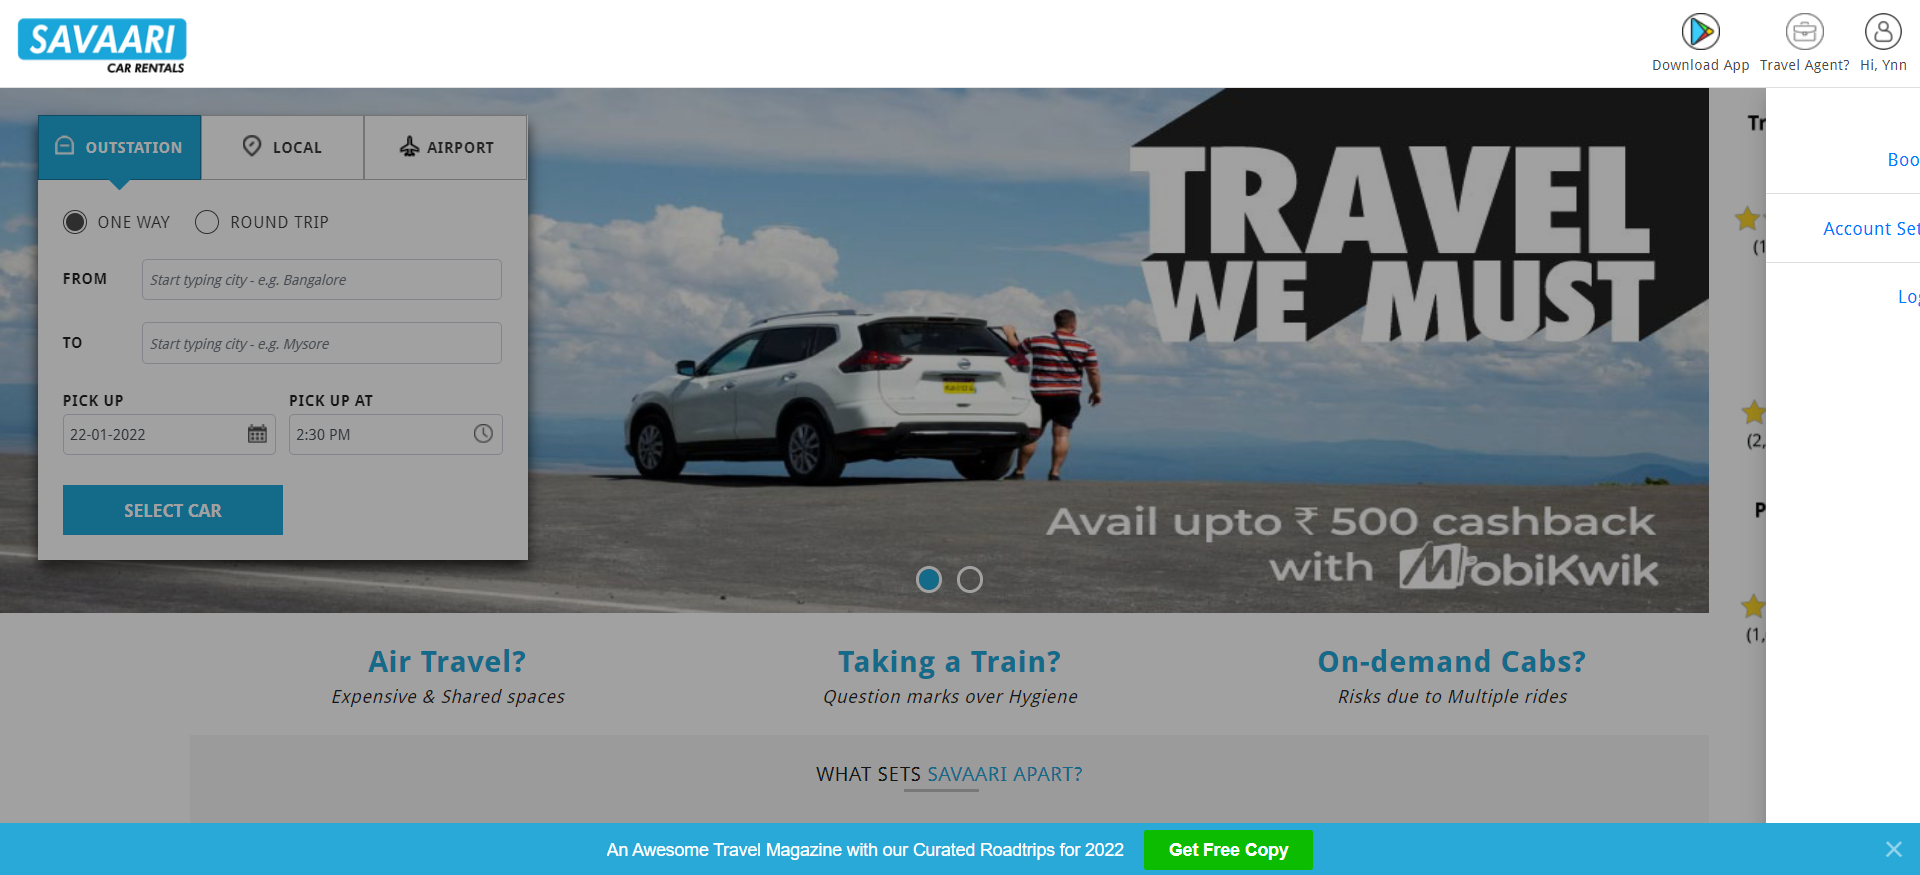 SAVAARI
CAR RENTALS
Download App
Travel Agent?
Hi, Ynn
OUTSTATION
LOCAL
AIRPORT
ONE WAY
ROUND TRIP
FROM
Start typing city - e.g. Bangalore
TO
Start typing city - e.g. Mysore
PICK UP
PICK UP AT
22-01-2022
2:30 PM
SELECT CAR
TRAVEL
WE MUST
Avail upto ₹ 500 cashback
with MobiKwik
Tr
(1
(2,
P
(1,
Boo
Account Set
Log
Air Travel?
Expensive & Shared spaces
Taking a Train?
Question marks over Hygiene
On-demand Cabs?
Risks due to Multiple rides
WHAT SETS SAVAARI APART?
An Awesome Travel Magazine with our Curated Roadtrips for 2022
Get Free Copy